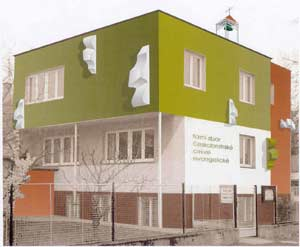 farní sbor
českobratrské
církve
evangelické